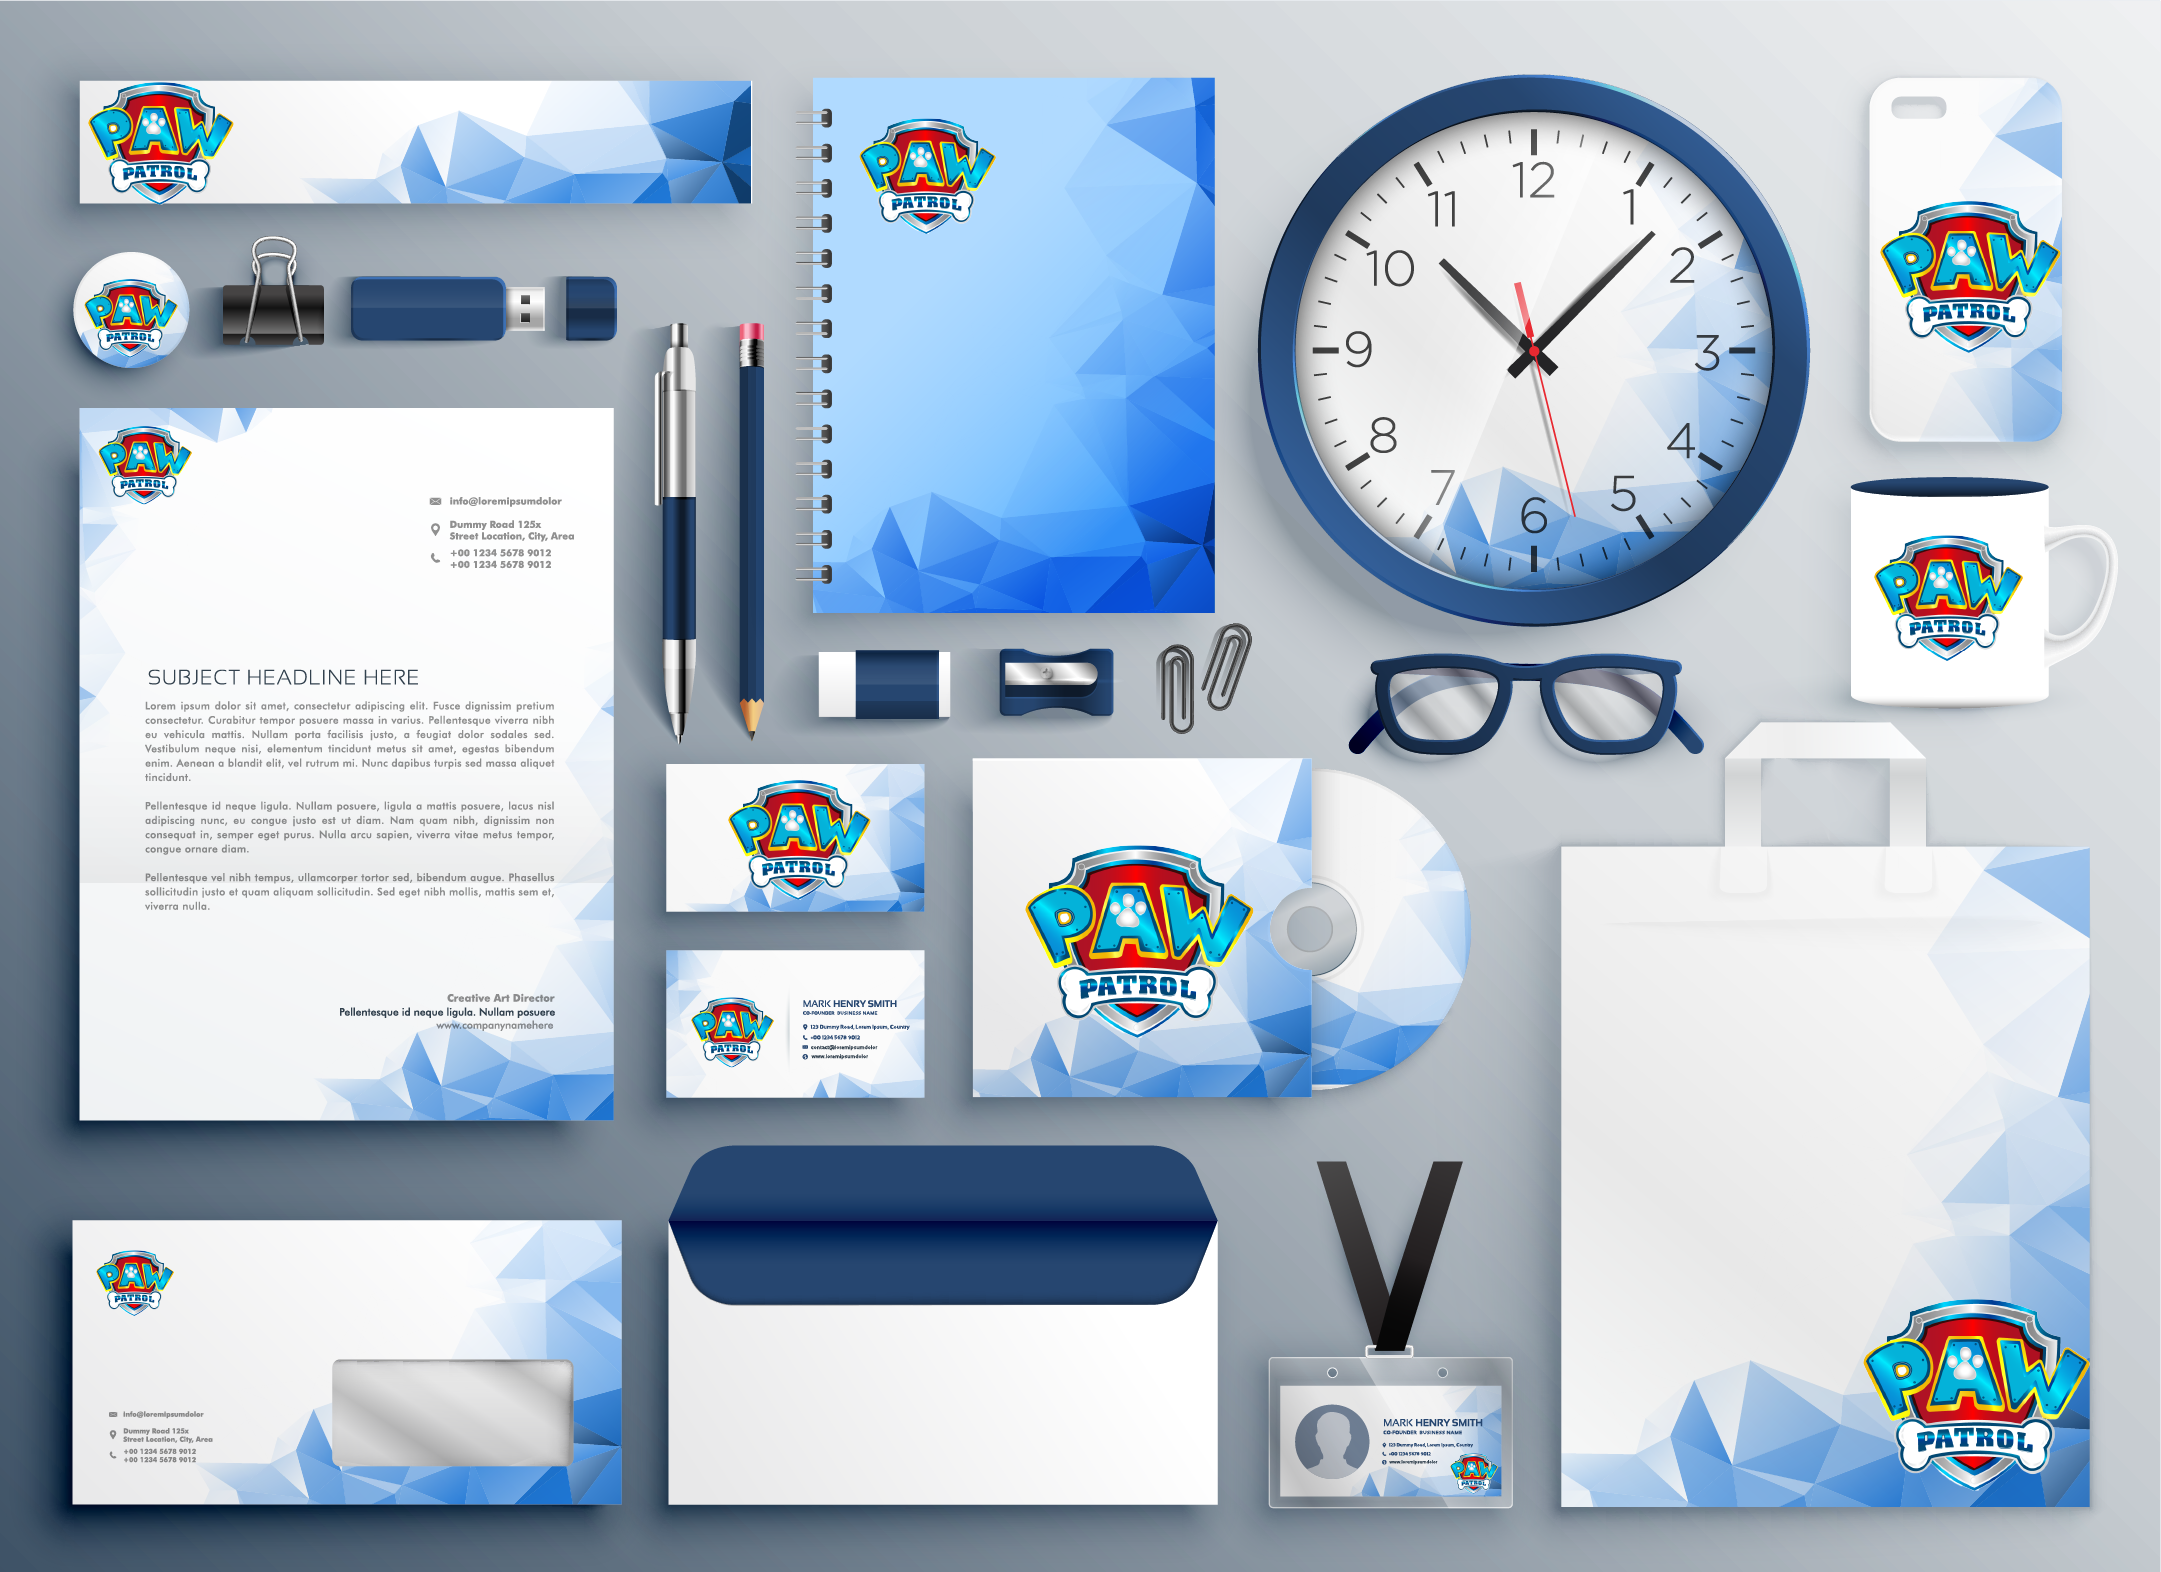 PAW
PATROL
PAW
PATROL
PAW
PATROL
PAW
PATROL
info@loremipsumdolor
Dummy Road 125x
Street Location, City, Area
+00 1234 5678 9012
+00 1234 5678 9012
SUBJECT HEADLINE HERE
Lorem ipsum dolor sit amet, consectetur adipiscing elit. Fusce dignissim pretium
consectetur. Curabitur tempor posuere massa in varius. Pellentesque viverra nibh
eu vehicula mattis. Nullam porta facilisis justo, a feugiat dolor sodales sed.
Vestibulum neque nisi, elementum tincidunt metus sit amet, egestas bibendum
enim. Aenean a blandit elit, vel rutrum mi. Nunc dapibus turpis sed massa aliquet
tincidunt.
Pellentesque id neque ligula. Nullam posuere, ligula a mattis posuere, lacus nisl
adipiscing nunc, eu congue justo est ut diam. Nam quam nibh, dignissim non
consequat in, semper eget purus. Nulla arcu sapien, viverra vitae metus tempor,
congue ornare diam.
Pellentesque vel nibh tempus, ullamcorper tortor sed, bibendum augue. Phasellus
sollicitudin justo et quam aliquam sollicitudin. Sed eget nibh mollis, mattis sem et,
viverra nulla.
Creative Art Director
Pellentesque id neque ligula. Nullam posuere
www.companynamehere
12
1
2
3
4
5
6
7
8
9
10
11
PAW
PATROL
PAW
PATROL
PAW
PATROL
PAW
PATROL
MARK HENRY SMITH
CO-FOUNDER BUSINESS NAME
123 Dummy Road, Lorem Ipsum, Country
+00 1234 5678 9012
contact@loremipsumdolor
www.loremipsumdolor
PAW
PATROL
PAW
PATROL
info@loremipsumdolor
Dummy Road 125x
Street Location, City, Area
+00 1234 5678 9012
+00 1234 5678 9012
MARK HENRY SMITH
CO-FOUNDER BUSINESS NAME
123 Dummy Road, Lorem Ipsum, Country
+00 1234 5678 9012
www.loremipsumdolor
PAW
PATROL
PAW
PATROL